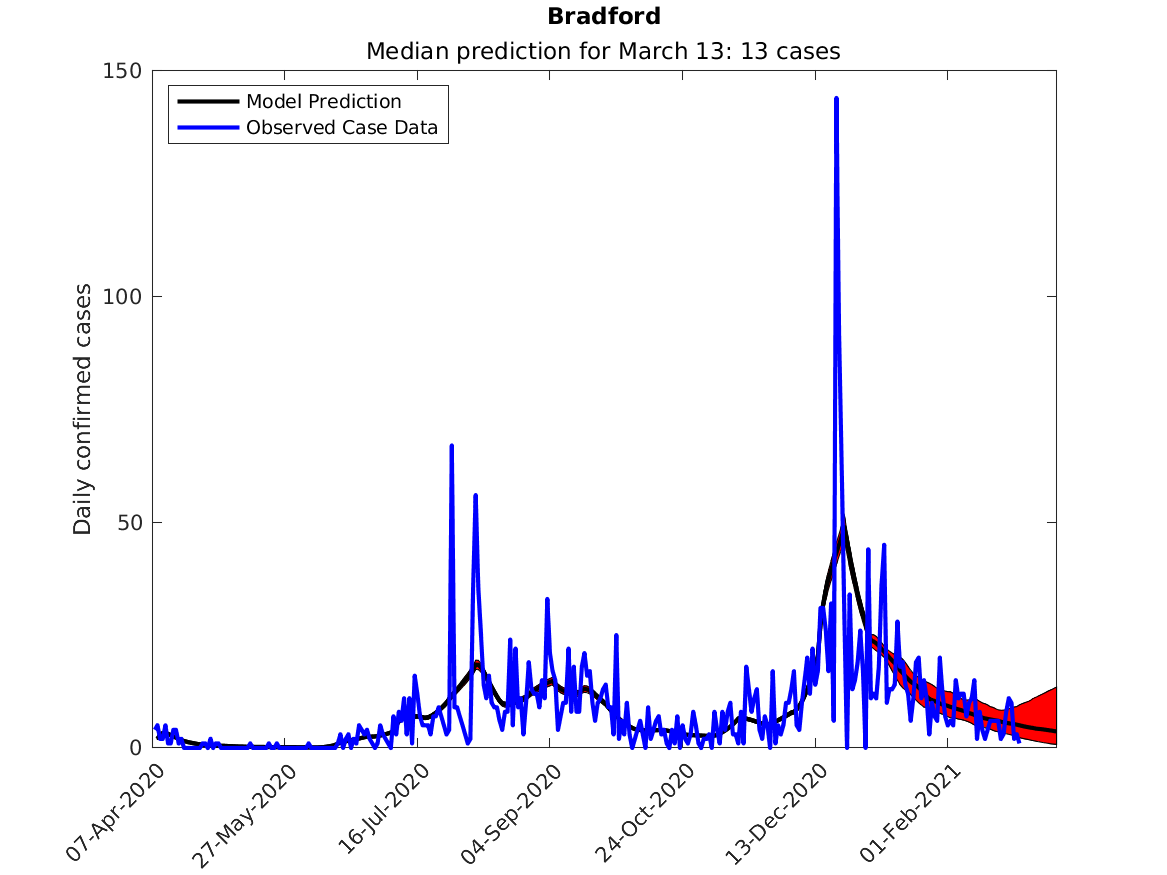 Bradford
Median prediction for March 13: 13 cases
Model Prediction
Observed Case Data
Daily confirmed cases
150
100
50
0
07-Apr-2020
27-May-2020
16-Jul-2020
04-Sep-2020
24-Oct-2020
13-Dec-2020
01-Feb-2021